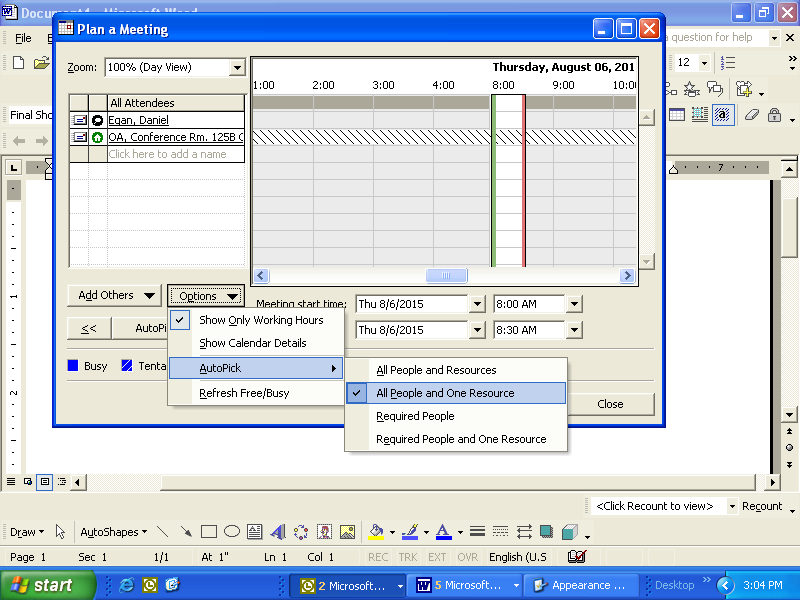 Document1 - Microsoft Word
Plan a Meeting
File
a question for help
Zoom: 100% (Day View)
Thursday, August 06, 201
1:00 2:00 3:00 4:00 8:00 9:00 10:00
12
Final Sho
All Attendees
Egan, Daniel
OA, Conference Rm. 125B
Click here to add a name
7
1
2
Add Others
Options
Meeting start time:
Thu 8/6/2015
8:00 AM
<<
AutoPi
Thu 8/6/2015
8:30 AM
Show Only Working Hours
Show Calendar Details
AutoPick
Refresh Free/Busy
Busy
Tenta
All People and Resources
All People and One Resource
Required People
Required People and One Resource
Close
<Click Recount to view>
Recount
Draw
AutoShapes
A
Page 1 Sec 1 1/1 At 1" Ln 1 Col 1 REC TRK EXT OVR English (U.S
start
2 Microsoft...
5 Microsoft...
Appearance ...
Desktop
3:04 PM